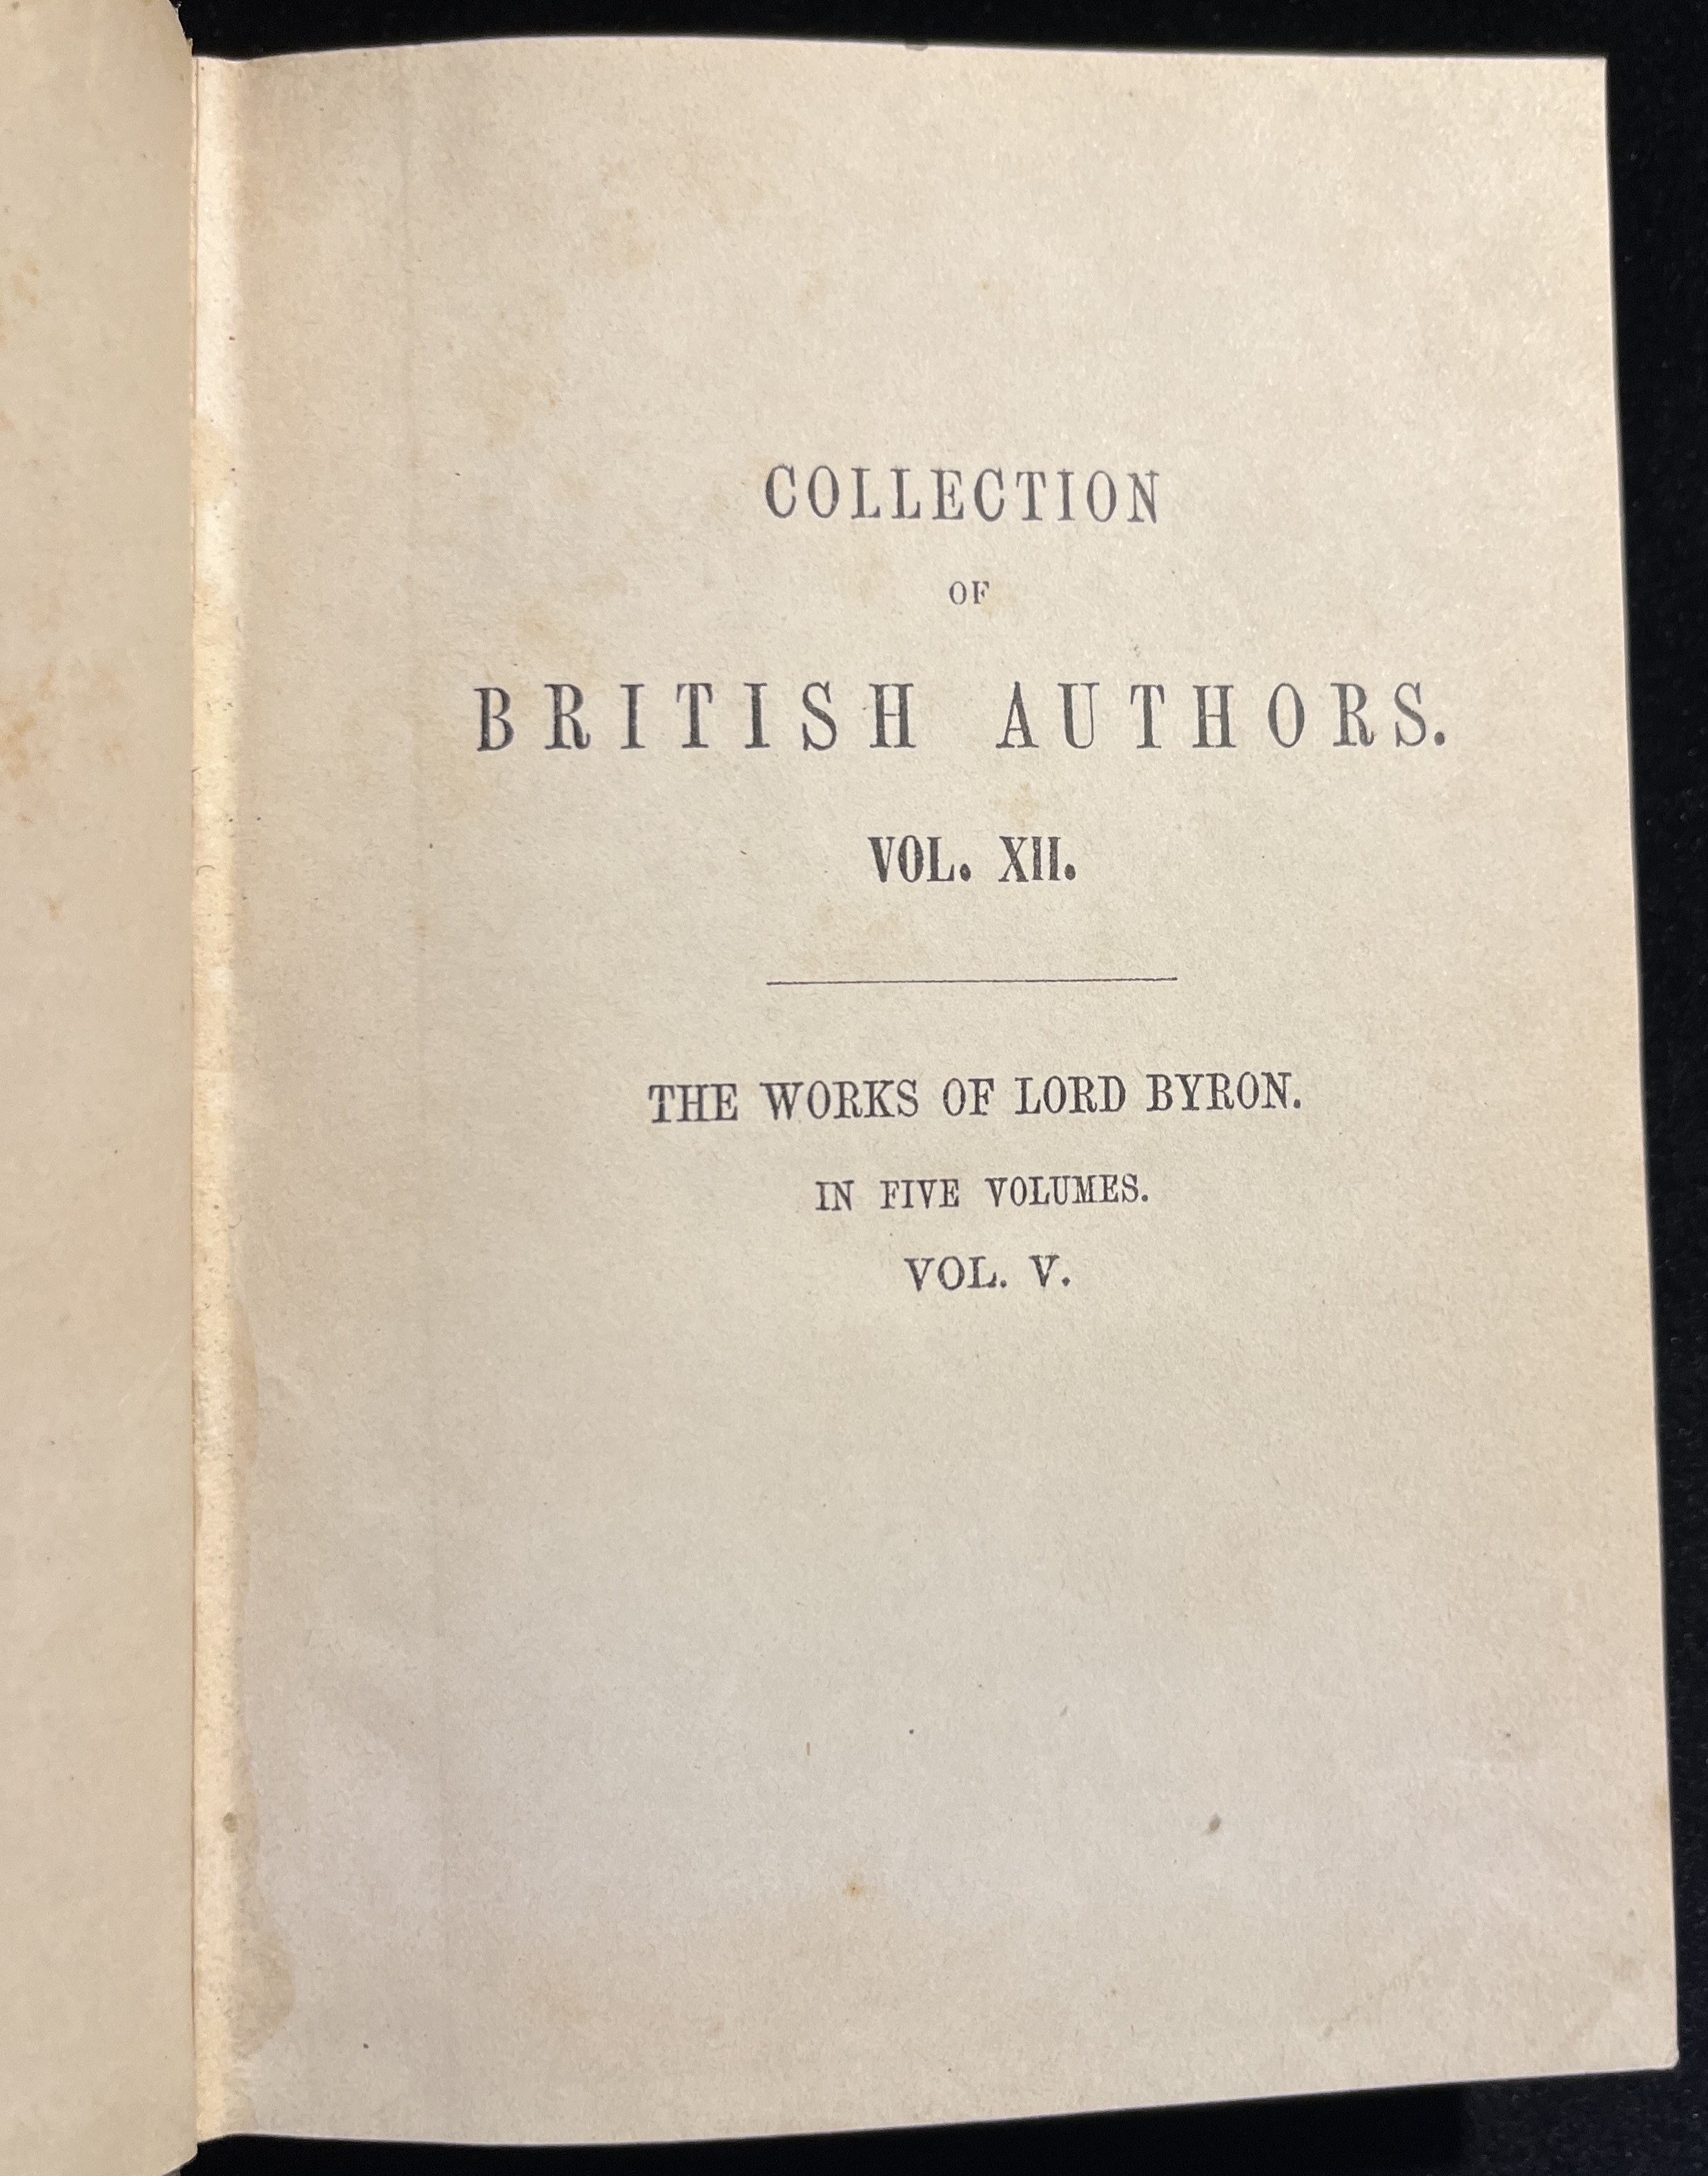 COLLECTION
OF
BRITISH AUTHORS.
VOL. XII.
THE WORKS OF LORD BYRON.
IN FIVE VOLUMES.
VOL. V.